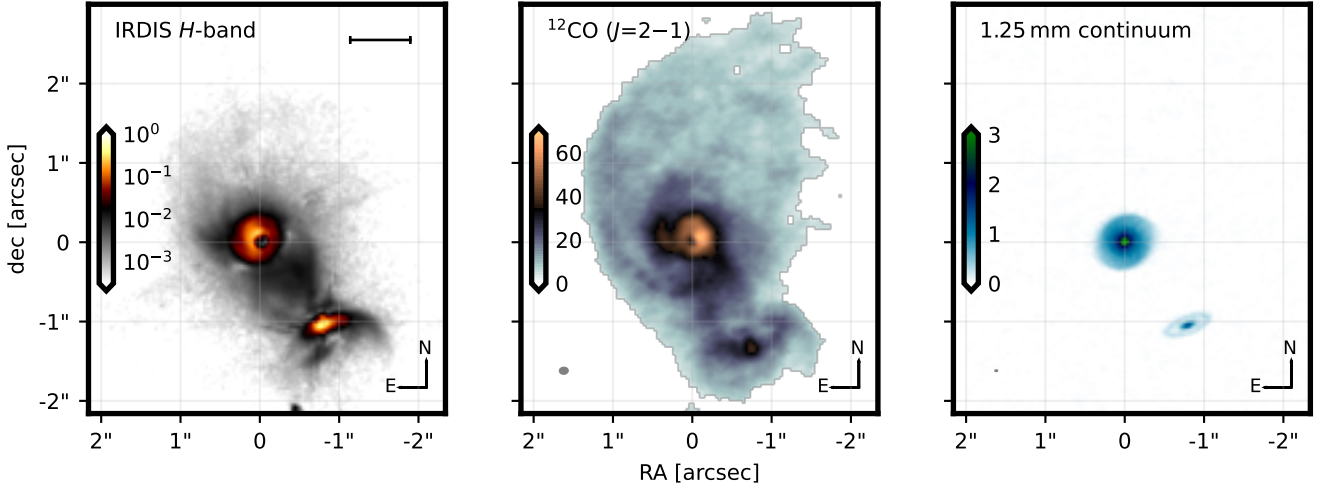 IRDIS H-band
¹²CO (J=2−1)
1.25 mm continuum
dec [arcsec]
2"
1"
0
-1"
-2"
10⁰
10⁻¹
10⁻²
10⁻³
60
40
20
0
3
2
1
0
N
E
N
E
N
E
2"
1"
0
-1"
-2"
2"
1"
0
-1"
-2"
2"
1"
0
-1"
-2"
RA [arcsec]